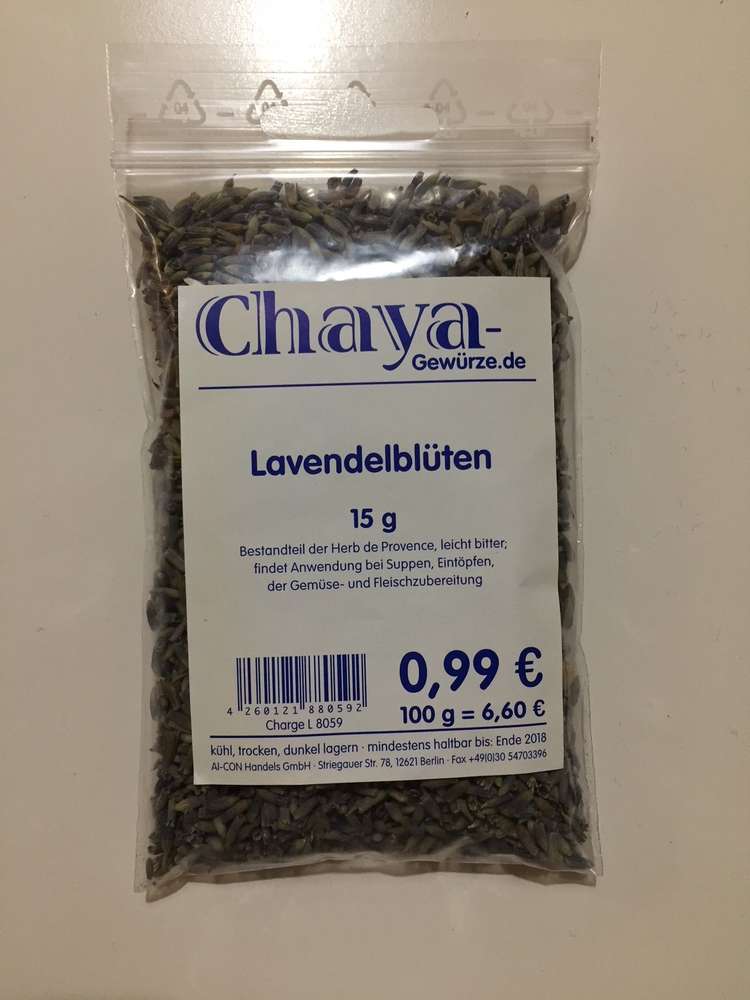 Chaya-
Gewürze.de
Lavendelblüten
15 g
Bestandteil der Herb de Provence, leicht bitter;
findet Anwendung bei Suppen, Eintöpfen,
der Gemüse- und Fleischzubereitung
0,99 €
4 260121 880592
100 g = 6,60 €
Charge L 8059
kühl, trocken, dunkel lagern · mindestens haltbar bis: Ende 2018
AI-CON Handels GmbH · Striegauer Str. 78, 12621 Berlin · Fax +49(0)30 54703396